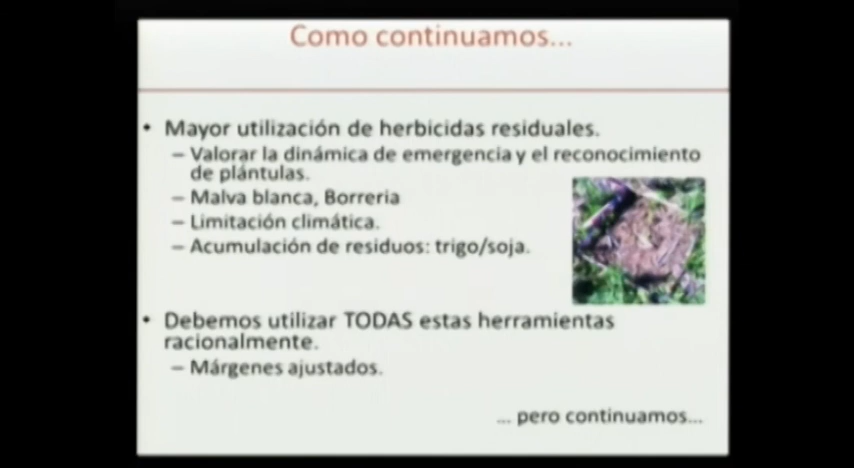 Como continuamos...
• Mayor utilización de herbicidas residuales.
– Valorar la dinámica de emergencia y el reconocimiento
de plántulas.
– Malva blanca, Borreria
– Limitación climática.
– Acumulación de residuos: trigo/soja.
• Debemos utilizar TODAS estas herramientas
racionalmente.
– Márgenes ajustados.
... pero continuamos...